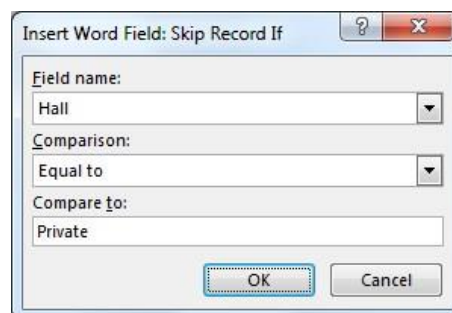 Insert Word Field: Skip Record If
Field name:
Hall
Comparison:
Equal to
Compare to:
Private
OK Cancel